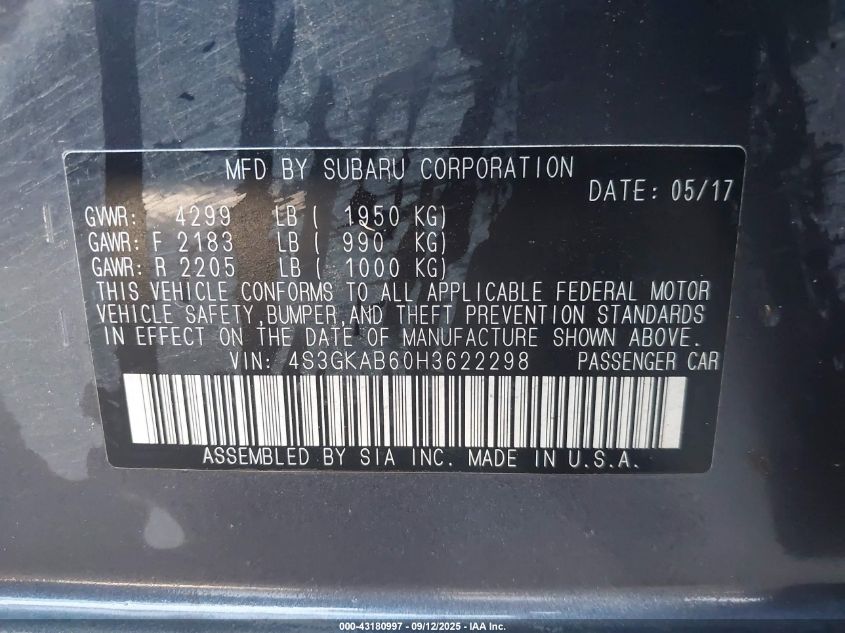 MFD BY SUBARU CORPORATION
DATE: 05/17
GVWR: 4299 LB ( 1950 KG)
GAWR: F 2183 LB ( 990 KG)
GAWR: R 2205 LB ( 1000 KG)
THIS VEHICLE CONFORMS TO ALL APPLICABLE FEDERAL MOTOR
VEHICLE SAFETY,BUMPER,AND THEFT PREVENTION STANDARDS
IN EFFECT ON THE DATE OF MANUFACTURE SHOWN ABOVE.
VIN: 4S3GKAB60H3622298 PASSENGER CAR
ASSEMBLED BY SIA INC. MADE IN U.S.A.
000-43180997 - 09/12/2025 - IAA Inc.